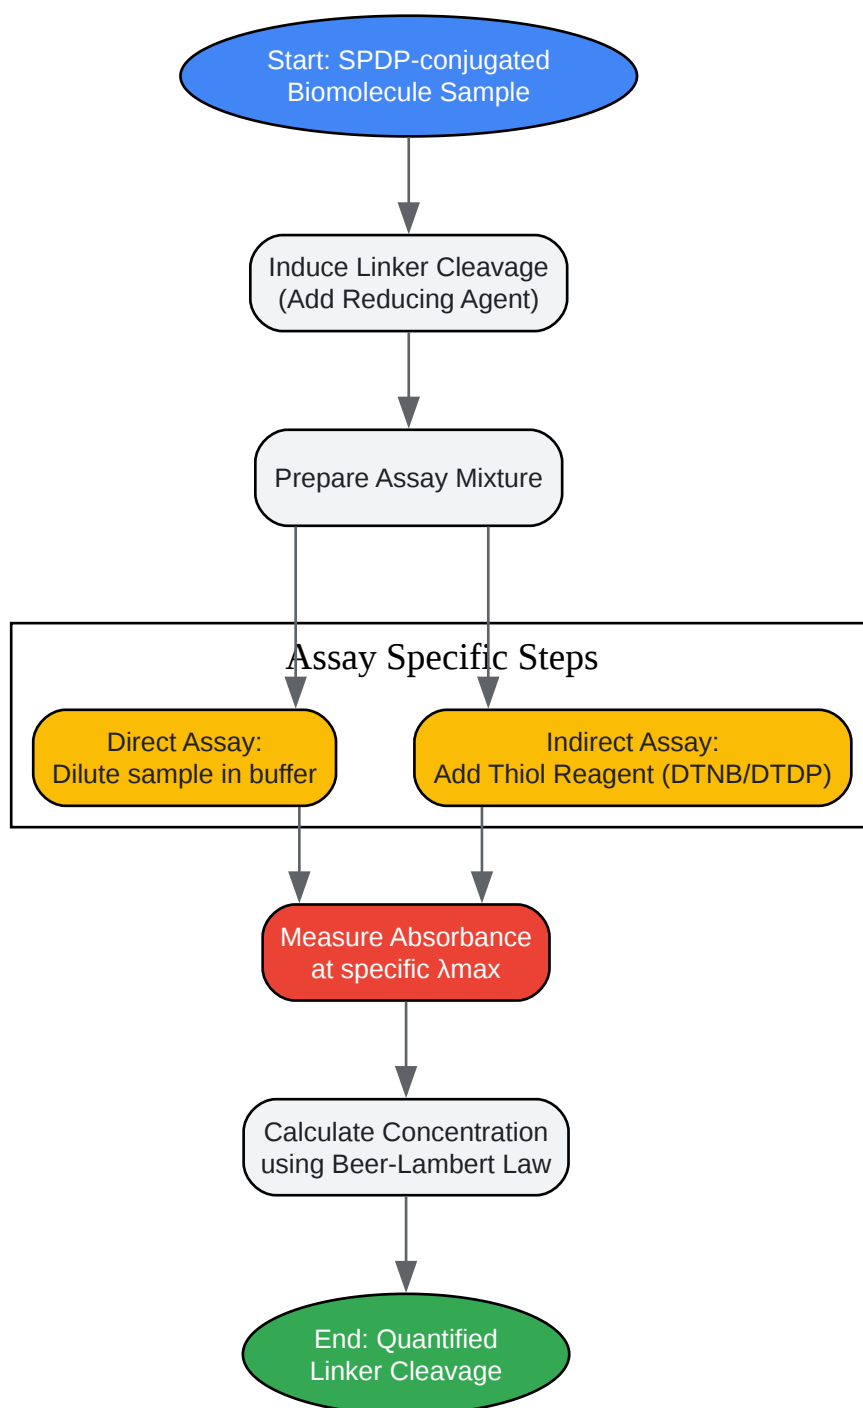 Start: SPDP-conjugated
Biomolecule Sample
Induce Linker Cleavage
(Add Reducing Agent)
Prepare Assay Mixture
Assay Specific Steps
Direct Assay:
Dilute sample in buffer
Indirect Assay:
Add Thiol Reagent (DTNB/DTDP)
Measure Absorbance
at specific λmax
Calculate Concentration
using Beer-Lambert Law
End: Quantified
Linker Cleavage